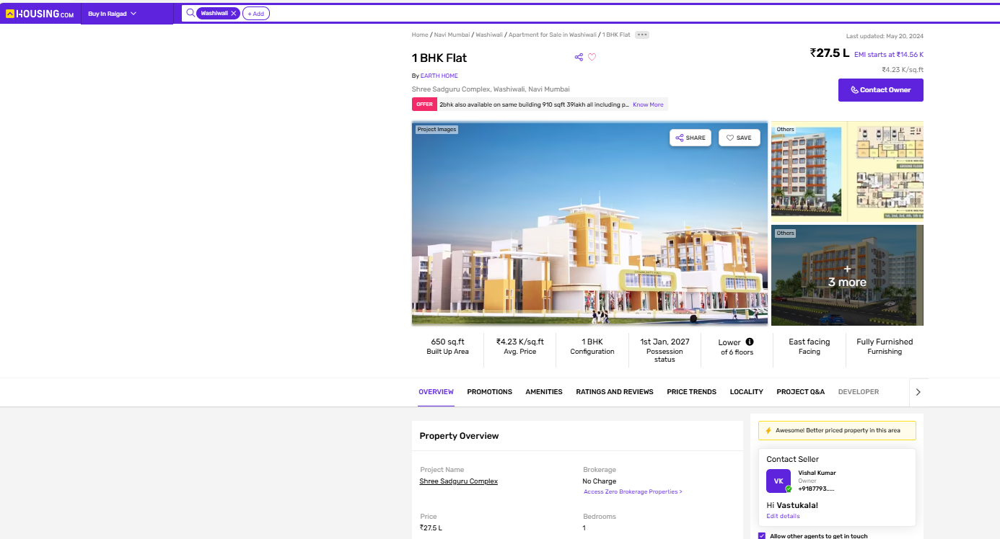 HOUSING.COM
Buy In Raigad
Washiwali
+ Add
Home / Navi Mumbai / Washiwali / Apartment for Sale in Washiwali / 1 BHK Flat
Last updated: May 20, 2024
1 BHK Flat
₹27.5 L EMI starts at ₹14.56 K
₹4.23 K/sq.ft
By EARTH HOME
Contact Owner
Shree Sadguru Complex, Washiwali, Navi Mumbai
OFFER 2bhk also available on same building 910 sqft 39lakh all including p... Know More
Project Images
SHARE
SAVE
COMMUNITY HALL
Others
GROUND FLOOR
Others
+
3 more
650 sq.ft
Built Up Area
₹4.23 K/sq.ft
Avg. Price
1 BHK
Configuration
1st Jan, 2027
Possession
status
Lower
of 6 floors
East facing
Facing
Fully Furnished
Furnishing
OVERVIEW
PROMOTIONS
AMENITIES
RATINGS AND REVIEWS
PRICE TRENDS
LOCALITY
PROJECT Q&A
DEVELOPER
Property Overview
Project Name
Shree Sadguru Complex
Brokerage
No Charge
Access Zero Brokerage Properties >
Price
₹27.5 L
Bedrooms
1
Awesome! Better priced property in this area
Contact Seller
VK
Vishal Kumar
Owner
+9187793.....
Hi Vastukala!
Edit details
Allow other agents to get in touch